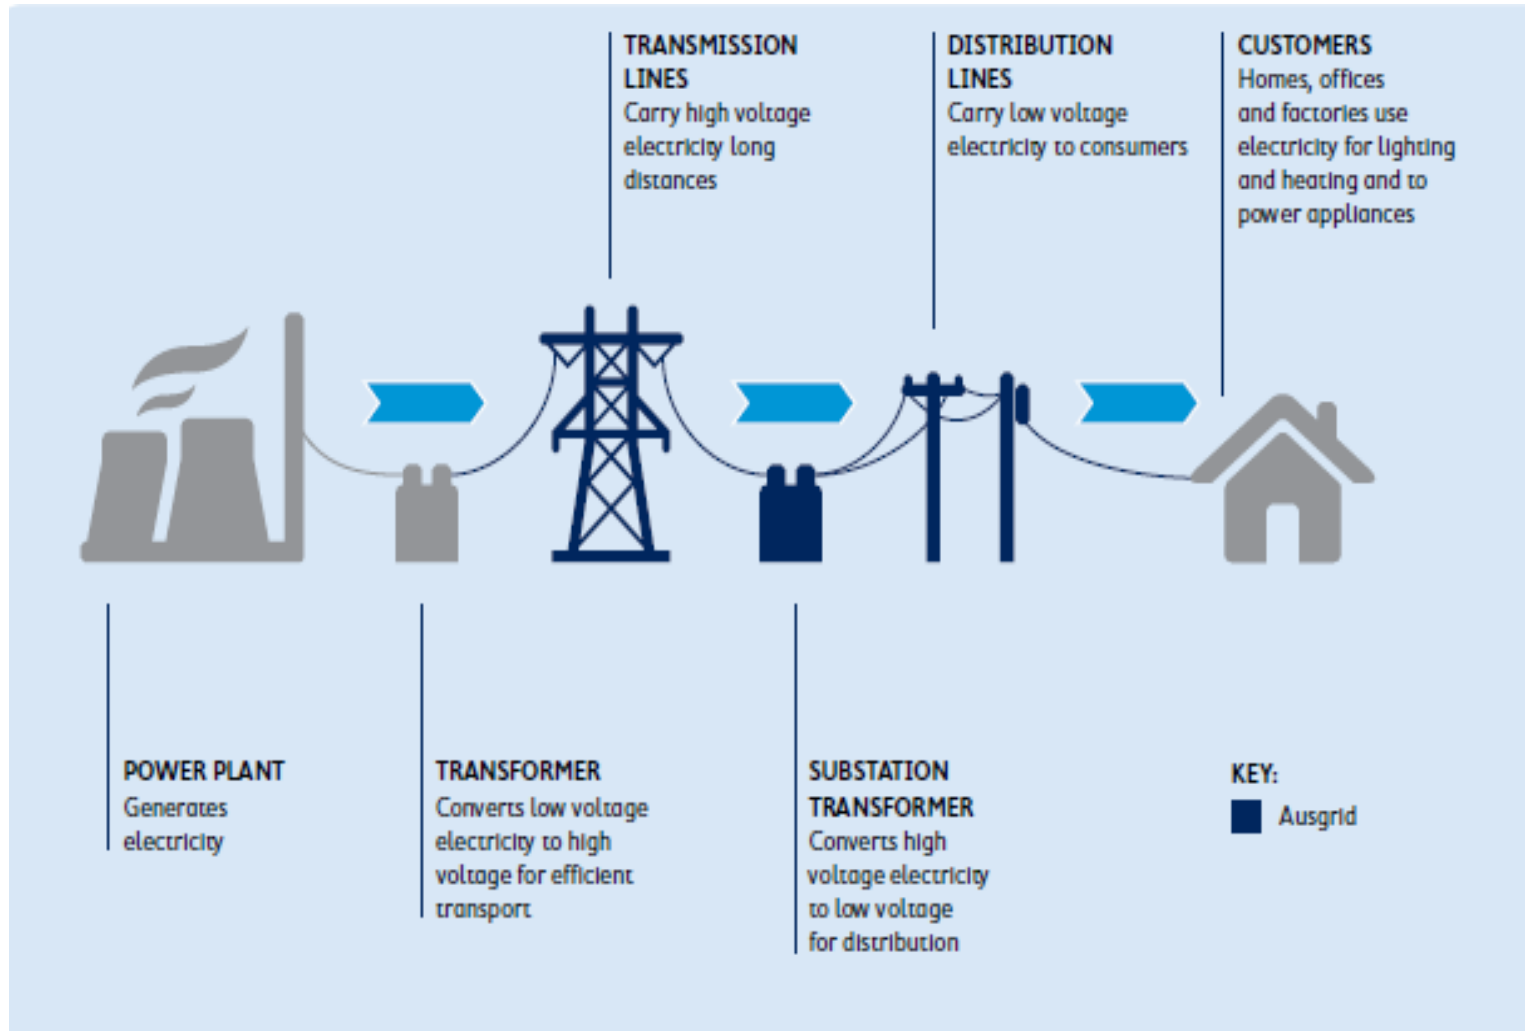 TRANSMISSION
LINES
Carry high voltage
electricity long
distances
DISTRIBUTION
LINES
Carry low voltage
electricity to consumers
CUSTOMERS
Homes, offices
and factories use
electricity for lighting
and heating and to
power appliances
POWER PLANT
Generates
electricity
TRANSFORMER
Converts low voltage
electricity to high
voltage for efficient
transport
SUBSTATION
TRANSFORMER
Converts high
voltage electricity
to low voltage
for distribution
KEY:
Ausgrid